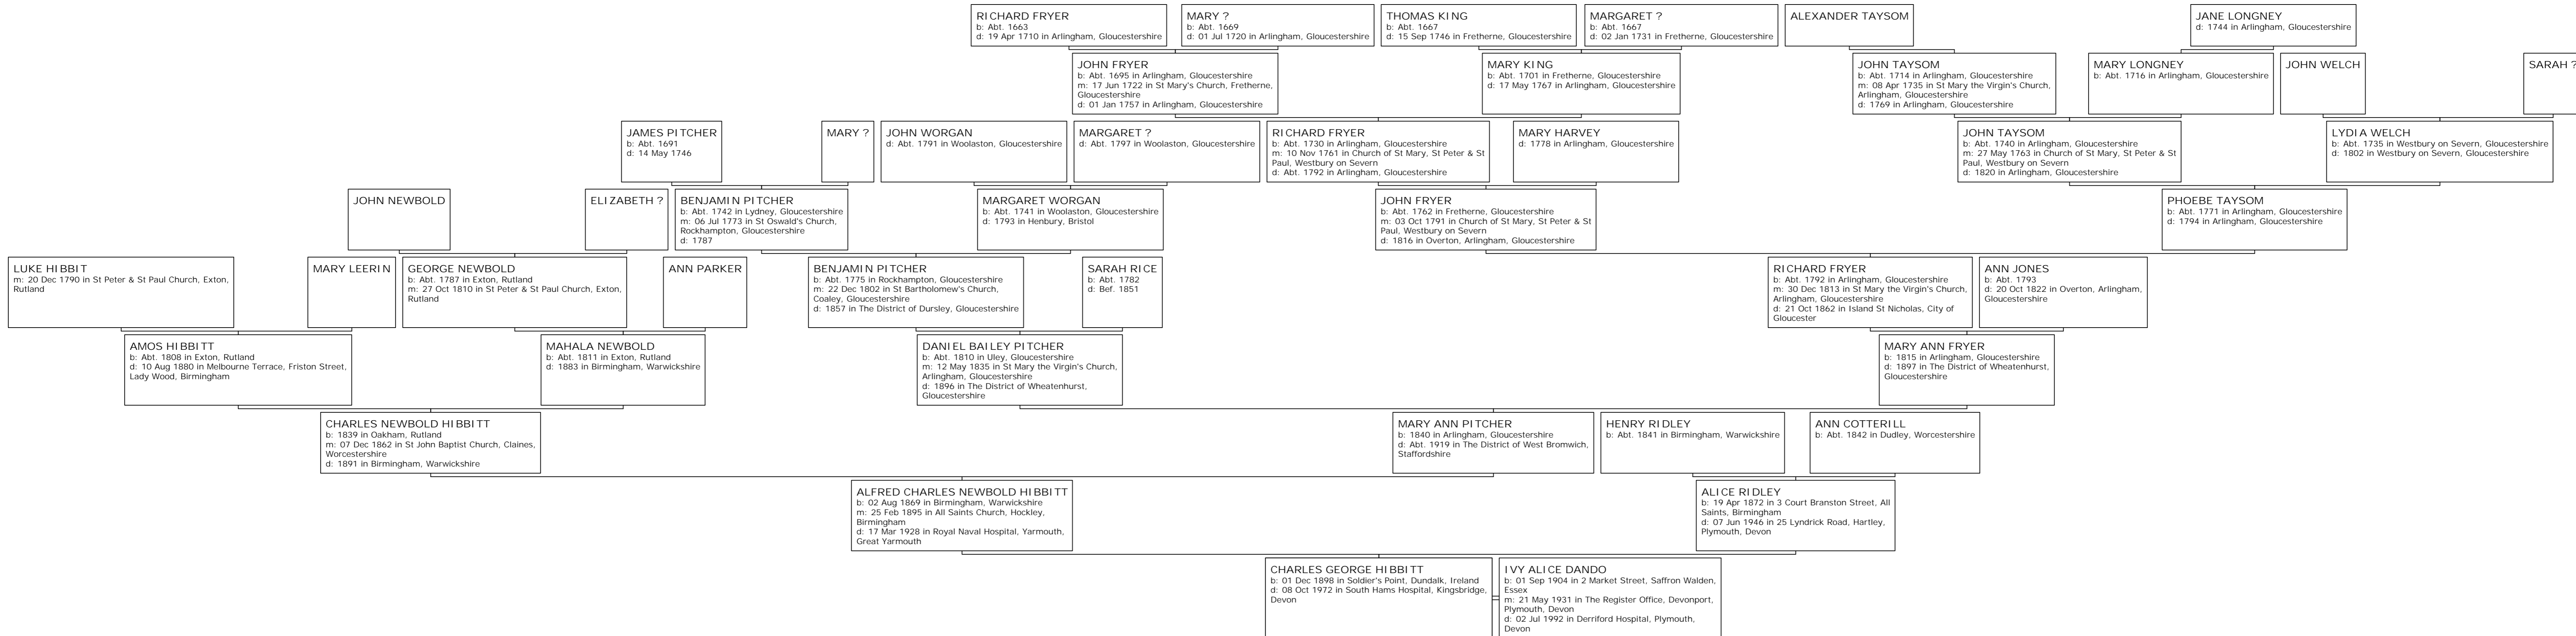 RICHARD FRYER
b: Abt. 1663
d: 19 Apr 1710 in Arlingham, Gloucestershire
MARY ?
b: Abt. 1669
d: 01 Jul 1720 in Arlingham, Gloucestershire
THOMAS KING
b: Abt. 1667
d: 15 Sep 1746 in Fretherne, Gloucestershire
MARGARET ?
b: Abt. 1667
d: 02 Jan 1731 in Fretherne, Gloucestershire
ALEXANDER TAYSOM
JANE LONGNEY
d: 1744 in Arlingham, Gloucestershire
JOHN FRYER
b: Abt. 1695 in Arlingham, Gloucestershire
m: 17 Jun 1722 in St Mary's Church, Fretherne,
Gloucestershire
d: 01 Jan 1757 in Arlingham, Gloucestershire
MARY KING
b: Abt. 1701 in Fretherne, Gloucestershire
d: 17 May 1767 in Arlingham, Gloucestershire
JOHN TAYSOM
b: Abt. 1714 in Arlingham, Gloucestershire
m: 08 Apr 1735 in St Mary the Virgin's Church,
Arlingham, Gloucestershire
d: 1769 in Arlingham, Gloucestershire
MARY LONGNEY
b: Abt. 1716 in Arlingham, Gloucestershire
JOHN WELCH
SARAH ?
JAMES PITCHER
b: Abt. 1691
d: 14 May 1746
MARY ?
JOHN WORGAN
d: Abt. 1791 in Woolaston, Gloucestershire
MARGARET ?
d: Abt. 1797 in Woolaston, Gloucestershire
RICHARD FRYER
b: Abt. 1730 in Arlingham, Gloucestershire
m: 10 Nov 1761 in Church of St Mary, St Peter & St
Paul, Westbury on Severn
d: Abt. 1792 in Arlingham, Gloucestershire
MARY HARVEY
d: 1778 in Arlingham, Gloucestershire
JOHN TAYSOM
b: Abt. 1740 in Arlingham, Gloucestershire
m: 27 May 1763 in Church of St Mary, St Peter & St
Paul, Westbury on Severn
d: 1820 in Arlingham, Gloucestershire
LYDIA WELCH
b: Abt. 1735 in Westbury on Severn, Gloucestershire
d: 1802 in Westbury on Severn, Gloucestershire
JOHN NEWBOLD
ELIZABETH ?
BENJAMIN PITCHER
b: Abt. 1742 in Lydney, Gloucestershire
m: 06 Jul 1773 in St Oswald's Church,
Rockhampton, Gloucestershire
d: 1787
MARGARET WORGAN
b: Abt. 1741 in Woolaston, Gloucestershire
d: 1793 in Henbury, Bristol
JOHN FRYER
b: Abt. 1762 in Fretherne, Gloucestershire
m: 03 Oct 1791 in Church of St Mary, St Peter & St
Paul, Westbury on Severn
d: 1816 in Overton, Arlingham, Gloucestershire
PHOEBE TAYSOM
b: Abt. 1771 in Arlingham, Gloucestershire
d: 1794 in Arlingham, Gloucestershire
LUKE HIBBIT
m: 20 Dec 1790 in St Peter & St Paul Church, Exton,
Rutland
MARY LEERIN
GEORGE NEWBOLD
b: Abt. 1787 in Exton, Rutland
m: 27 Oct 1810 in St Peter & St Paul Church, Exton,
Rutland
ANN PARKER
BENJAMIN PITCHER
b: Abt. 1775 in Rockhampton, Gloucestershire
m: 22 Dec 1802 in St Bartholomew's Church,
Coaley, Gloucestershire
d: 1857 in The District of Dursley, Gloucestershire
SARAH RICE
b: Abt. 1782
d: Bef. 1851
RICHARD FRYER
b: Abt. 1792 in Arlingham, Gloucestershire
m: 30 Dec 1813 in St Mary the Virgin's Church,
Arlingham, Gloucestershire
d: 21 Oct 1862 in Island St Nicholas, City of
Gloucester
ANN JONES
b: Abt. 1793
d: 20 Oct 1822 in Overton, Arlingham,
Gloucestershire
AMOS HIBBITT
b: Abt. 1808 in Exton, Rutland
d: 10 Aug 1880 in Melbourne Terrace, Friston Street,
Lady Wood, Birmingham
MAHALA NEWBOLD
b: Abt. 1811 in Exton, Rutland
d: 1883 in Birmingham, Warwickshire
DANIEL BAILEY PITCHER
b: Abt. 1810 in Uley, Gloucestershire
m: 12 May 1835 in St Mary the Virgin's Church,
Arlingham, Gloucestershire
d: 1896 in The District of Wheatenhurst,
Gloucestershire
MARY ANN FRYER
b: 1815 in Arlingham, Gloucestershire
d: 1897 in The District of Wheatenhurst,
Gloucestershire
CHARLES NEWBOLD HIBBITT
b: 1839 in Oakham, Rutland
m: 07 Dec 1862 in St John Baptist Church, Claines,
Worcestershire
d: 1891 in Birmingham, Warwickshire
MARY ANN PITCHER
b: 1840 in Arlingham, Gloucestershire
d: Abt. 1919 in The District of West Bromwich,
Staffordshire
HENRY RIDLEY
b: Abt. 1841 in Birmingham, Warwickshire
ANN COTTERILL
b: Abt. 1842 in Dudley, Worcestershire
ALFRED CHARLES NEWBOLD HIBBITT
b: 02 Aug 1869 in Birmingham, Warwickshire
m: 25 Feb 1895 in All Saints Church, Hockley,
Birmingham
d: 17 Mar 1928 in Royal Naval Hospital, Yarmouth,
Great Yarmouth
ALICE RIDLEY
b: 19 Apr 1872 in 3 Court Branston Street, All
Saints, Birmingham
d: 07 Jun 1946 in 25 Lyndrick Road, Hartley,
Plymouth, Devon
CHARLES GEORGE HIBBITT
b: 01 Dec 1898 in Soldier's Point, Dundalk, Ireland
d: 08 Oct 1972 in South Hams Hospital, Kingsbridge,
Devon
IVY ALICE DANDO
b: 01 Sep 1904 in 2 Market Street, Saffron Walden,
Essex
m: 21 May 1931 in The Register Office, Devonport,
Plymouth, Devon
d: 02 Jul 1992 in Derriford Hospital, Plymouth,
Devon